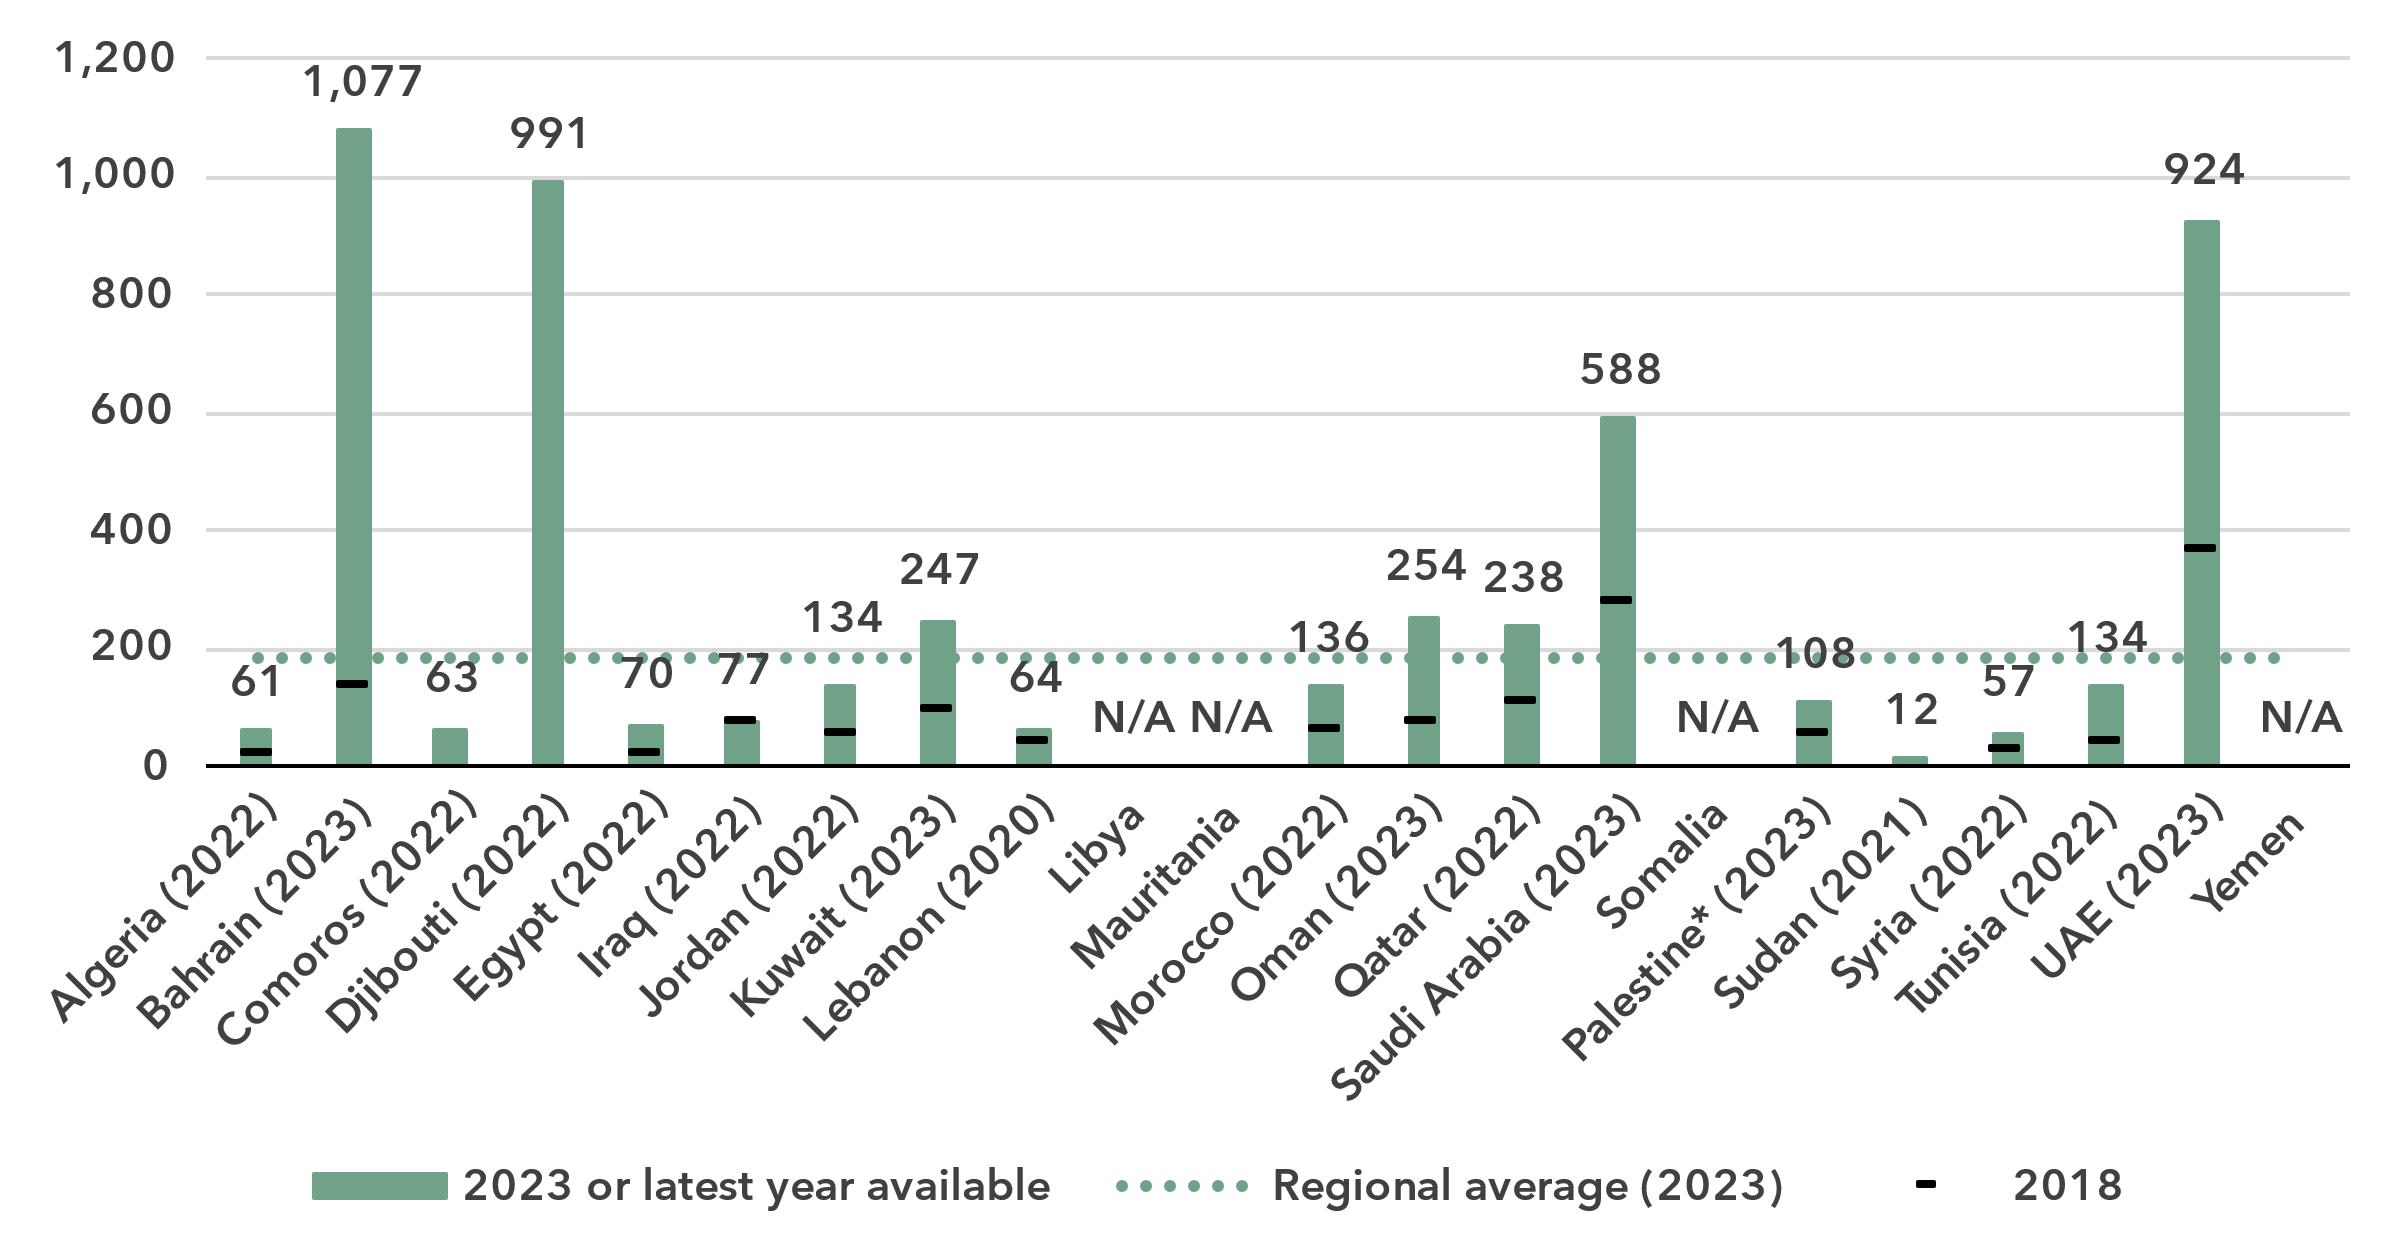 1,200
1,000
800
600
400
200
0
61
1,077
63
991
70
77
134
247
64
N/A
N/A
136
254
238
588
N/A
108
12
57
134
924
N/A
Algeria (2022)
Bahrain (2023)
Comoros (2022)
Djibouti (2022)
Egypt (2022)
Iraq (2022)
Jordan (2022)
Kuwait (2023)
Lebanon (2020)
Libya
Mauritania
Morocco (2022)
Oman (2023)
Qatar (2022)
Saudi Arabia (2023)
Somalia
Palestine* (2023)
Sudan (2021)
Syria (2022)
Tunisia (2022)
UAE (2023)
Yemen
2023 or latest year available
Regional average (2023)
2018